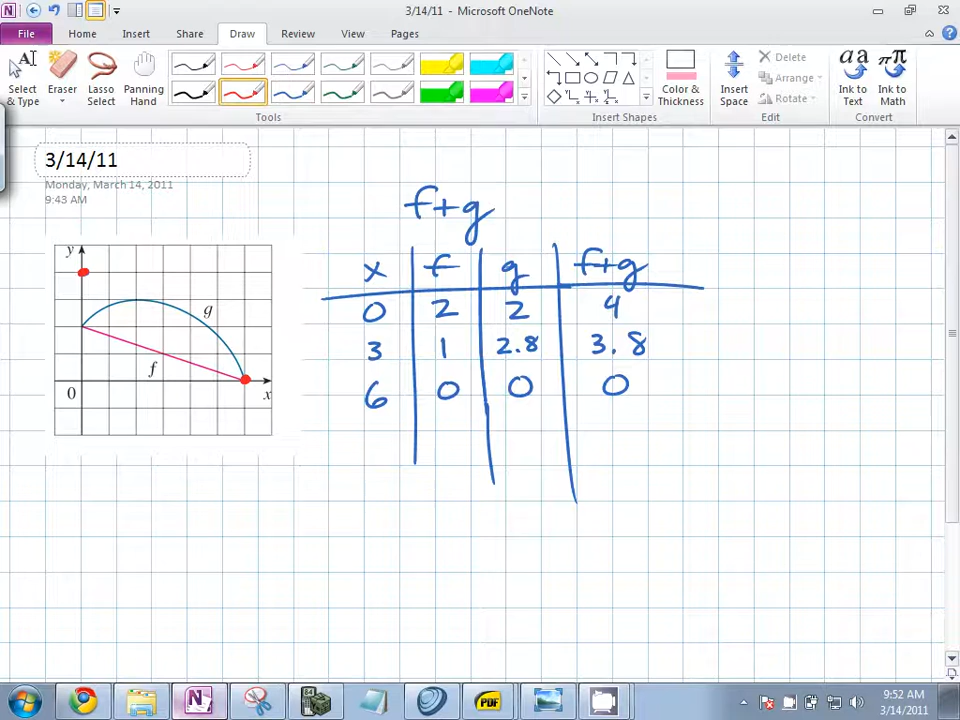 3/14/11 - Microsoft OneNote
File Home Insert Share Draw Review View Pages
Select & Type
Eraser
Lasso Select
Panning Hand
Color & Thickness
Insert Space
Delete
Arrange
Rotate
Ink to Text
Ink to Math
Tools
Insert Shapes
Edit
Convert
3/14/11
Monday, March 14, 2011
9:43 AM
f+g
y
g
f
0
x
x f g f+g
0 2 2 4
3 1 2.8 3.8
6 0 0 0
PDF
9:52 AM
3/14/2011